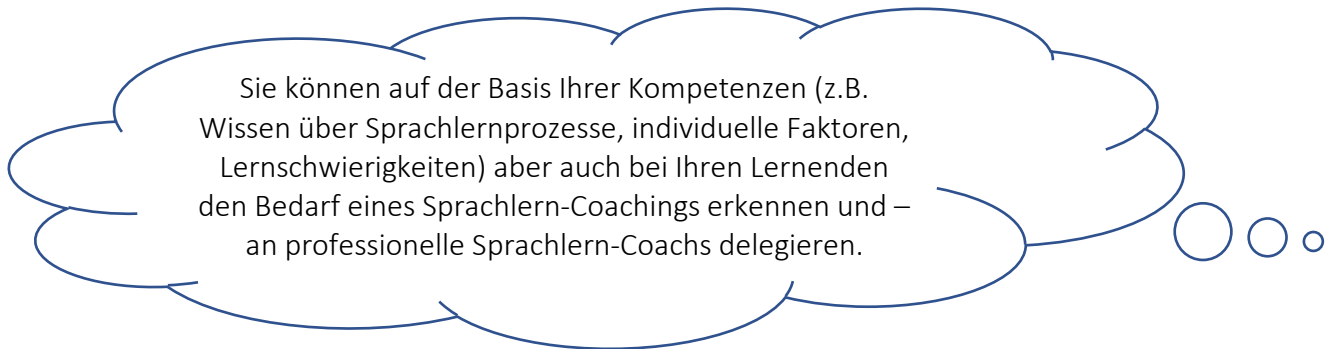 Sie können auf der Basis Ihrer Kompetenzen (z.B.
Wissen über Sprachlernprozesse, individuelle Faktoren,
Lernschwierigkeiten) aber auch bei Ihren Lernenden
den Bedarf eines Sprachlern-Coachings erkennen und –
an professionelle Sprachlern-Coachs delegieren.